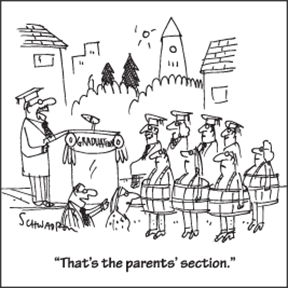 GRADUATION
SCHWADRON
"That's the parents' section."